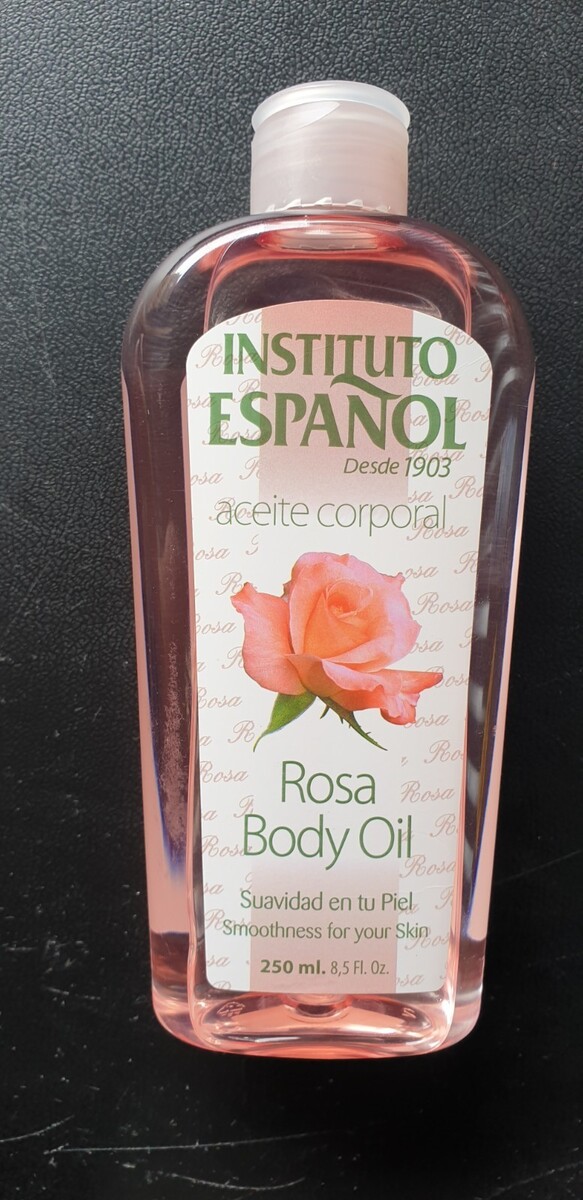 INSTITUTO
ESPAÑOL
Desde 1903
aceite corporal
Rosa
Body Oil
Suavidad en tu Piel
Smoothness for your Skin
250 ml. 8,5 Fl. Oz.